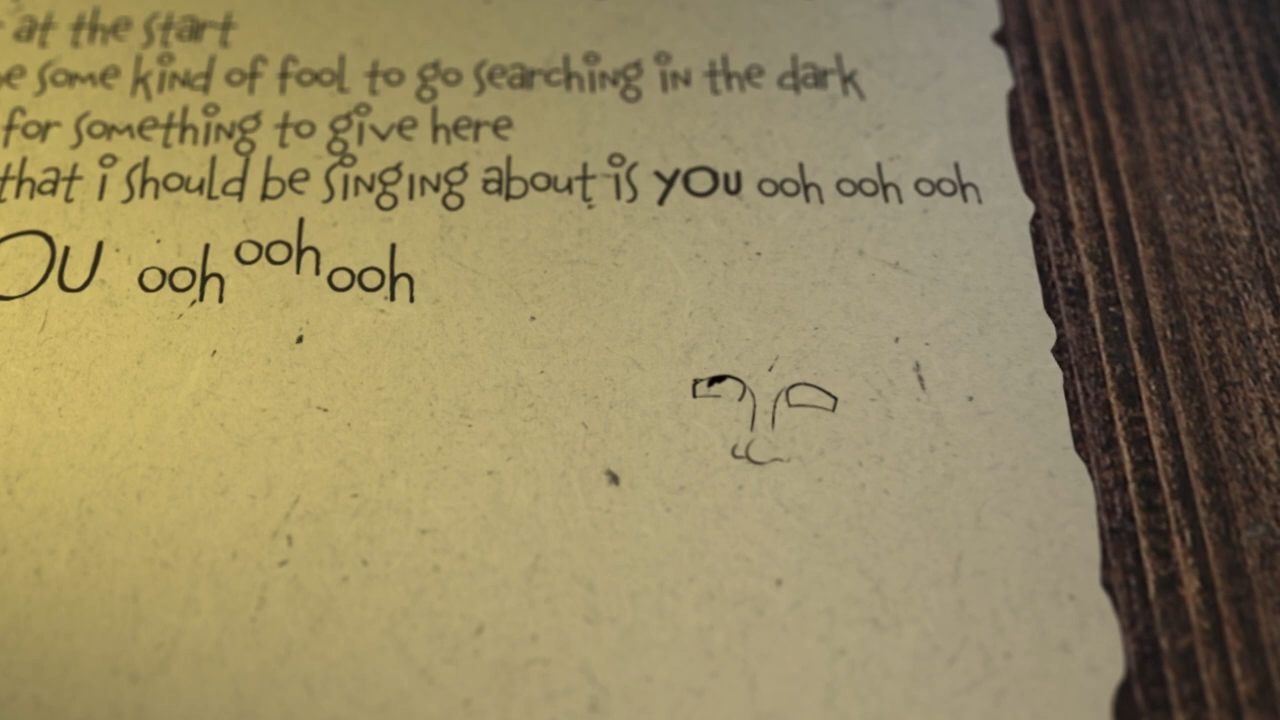 at the start
some kind of fool to go searching in the dark
for something to give here
that i should be singing about is you ooh ooh ooh
OU ooh ooh ooh